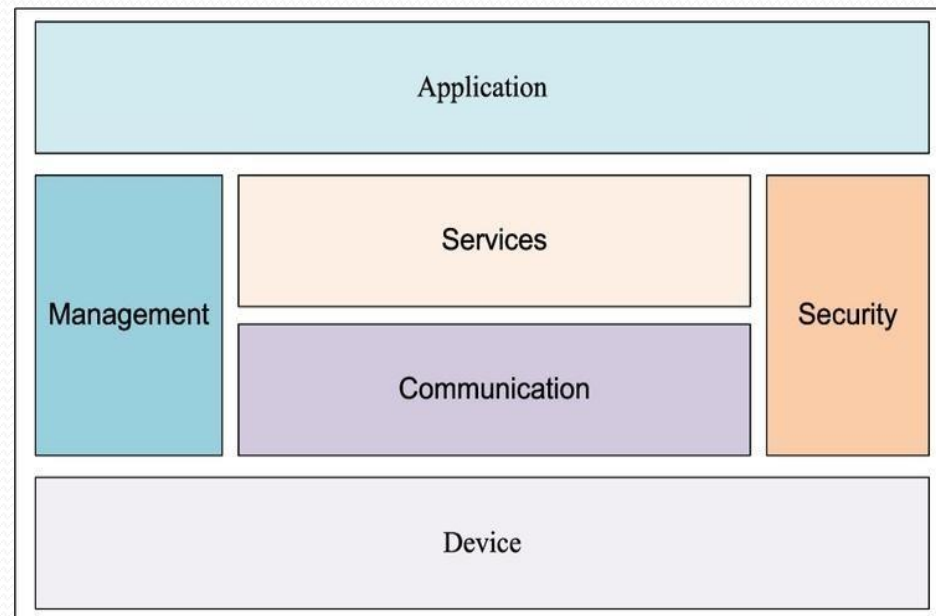 Application
Management
Services
Communication
Security
Device